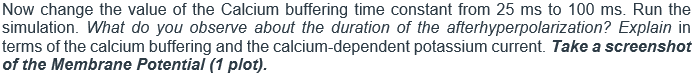 Now change the value of the Calcium buffering time constant from 25 ms to 100 ms. Run the
simulation. What do you observe about the duration of the afterhyperpolarization? Explain in
terms of the calcium buffering and the calcium-dependent potassium current. Take a screenshot
of the Membrane Potential (1 plot).